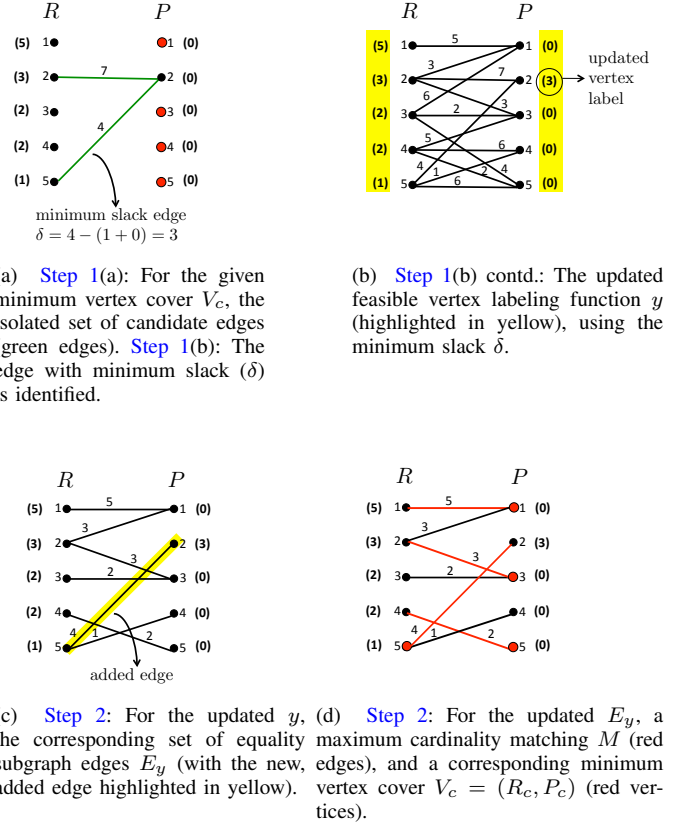 R P
(5) 1 1 (0)
(3) 2 7 2 (0)
(2) 3 3 (0)
4
(2) 4 4 (0)
(1) 5 5 (0)
minimum slack edge
δ = 4 − (1 + 0) = 3
R P
(5) 1 5 1 (0)
3
(3) 2 7 2 (3)
6
(2) 3 2 3 3 (0)
5
(2) 4 6 4 (0)
4 1 2 4
(1) 5 6 5 (0)
updated
vertex
label
a) Step 1(a): For the given
minimum vertex cover Vc, the
solated set of candidate edges
green edges). Step 1(b): The
edge with minimum slack (δ)
s identified.
(b) Step 1(b) contd.: The updated
feasible vertex labeling function y
(highlighted in yellow), using the
minimum slack δ.
R P
(5) 1 5 1 (0)
3
(3) 2 2 (3)
3
(2) 3 2 3 (0)
(2) 4 4 (0)
4 1 2
(1) 5 5 (0)
added edge
R P
(5) 1 5 1 (0)
3
(3) 2 2 (3)
3
(2) 3 2 3 (0)
(2) 4 4 (0)
4 1 2
(1) 5 5 (0)
c) Step 2: For the updated y,
he corresponding set of equality
subgraph edges Ey (with the new,
added edge highlighted in yellow).
(d) Step 2: For the updated Ey, a
maximum cardinality matching M (red
edges), and a corresponding minimum
vertex cover Vc = (Rc, Pc) (red ver-
tices).